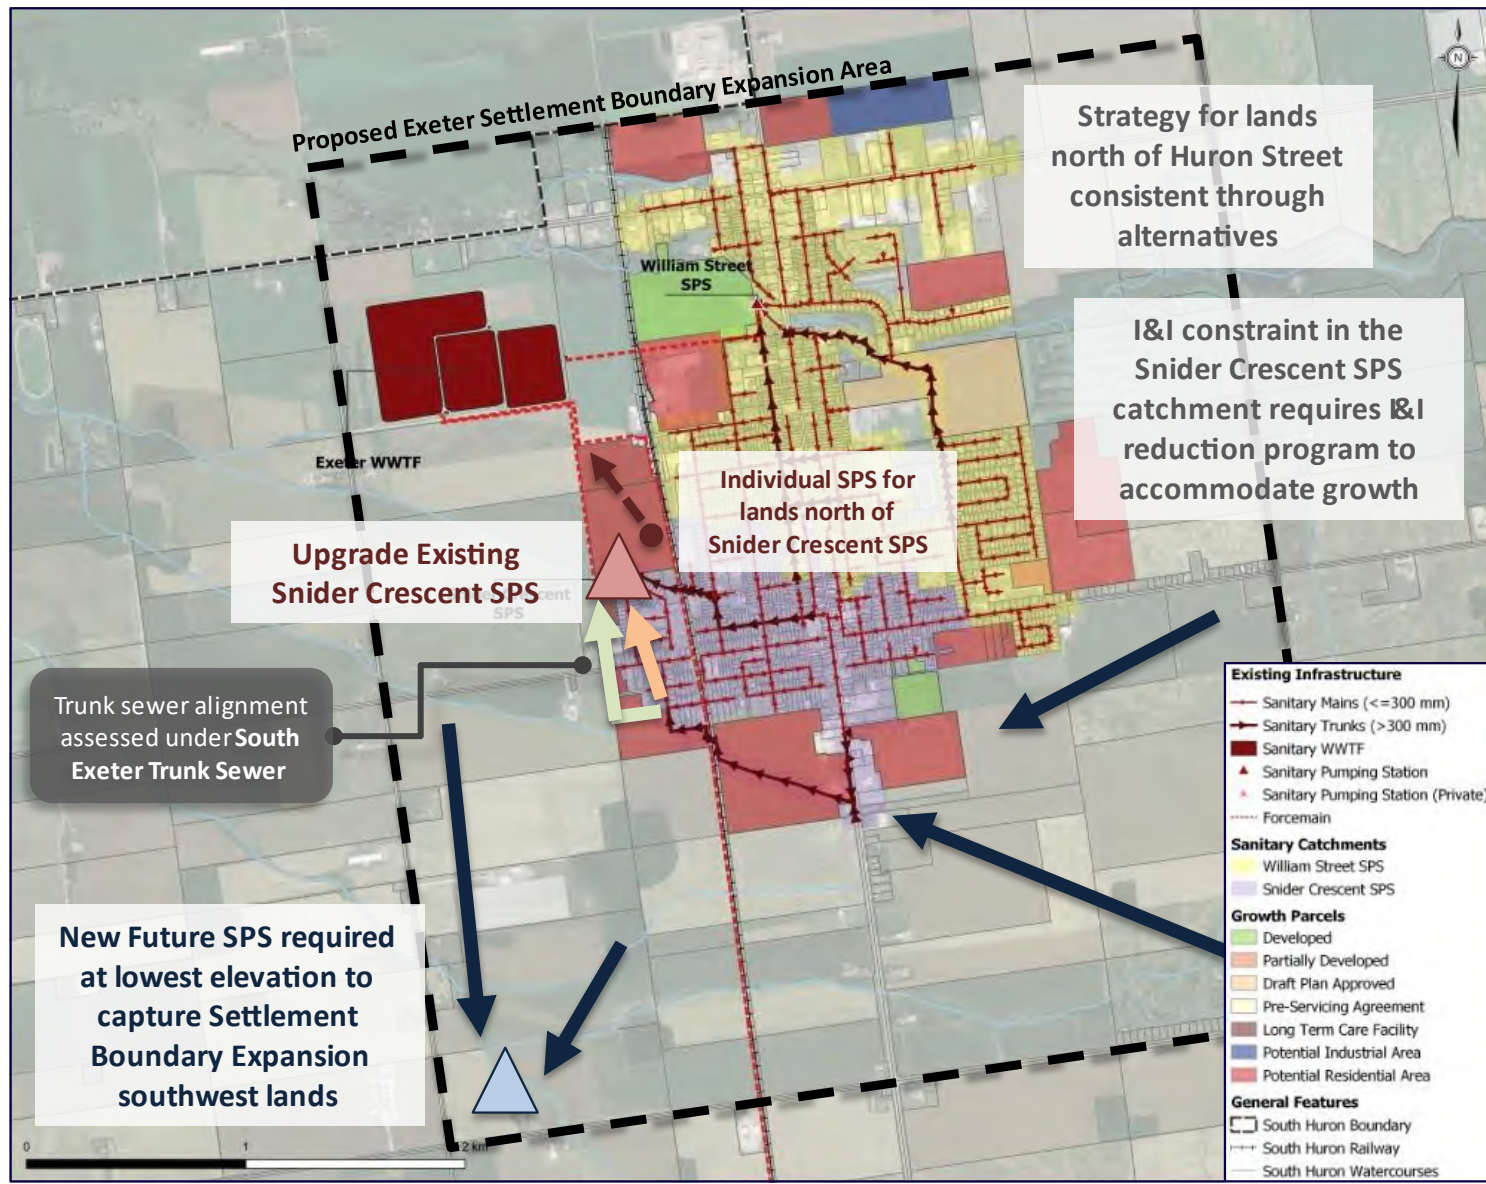 Proposed Exeter Settlement Boundary Expansion Area
N
Strategy for lands
north of Huron Street
consistent through
alternatives
William Street
SPS
I&I constraint in the
Snider Crescent SPS
catchment requires I&I
reduction program to
accommodate growth
Exeter WWTF
Individual SPS for
lands north of
Snider Crescent SPS
Upgrade Existing
Snider Crescent SPS
SPS
Trunk sewer alignment
assessed under South
Exeter Trunk Sewer
New Future SPS required
at lowest elevation to
capture Settlement
Boundary Expansion
southwest lands
0 1 2 km
Existing Infrastructure
Sanitary Mains (<=300 mm)
Sanitary Trunks (>300 mm)
Sanitary WWTF
Sanitary Pumping Station
Sanitary Pumping Station (Private)
Forcemain
Sanitary Catchments
William Street SPS
Snider Crescent SPS
Growth Parcels
Developed
Partially Developed
Draft Plan Approved
Pre-Servicing Agreement
Long Term Care Facility
Potential Industrial Area
Potential Residential Area
General Features
South Huron Boundary
South Huron Railway
South Huron Watercourses